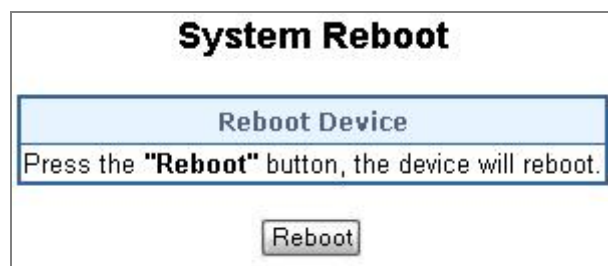 System Reboot
Reboot Device
Press the "Reboot" button, the device will reboot.
Reboot